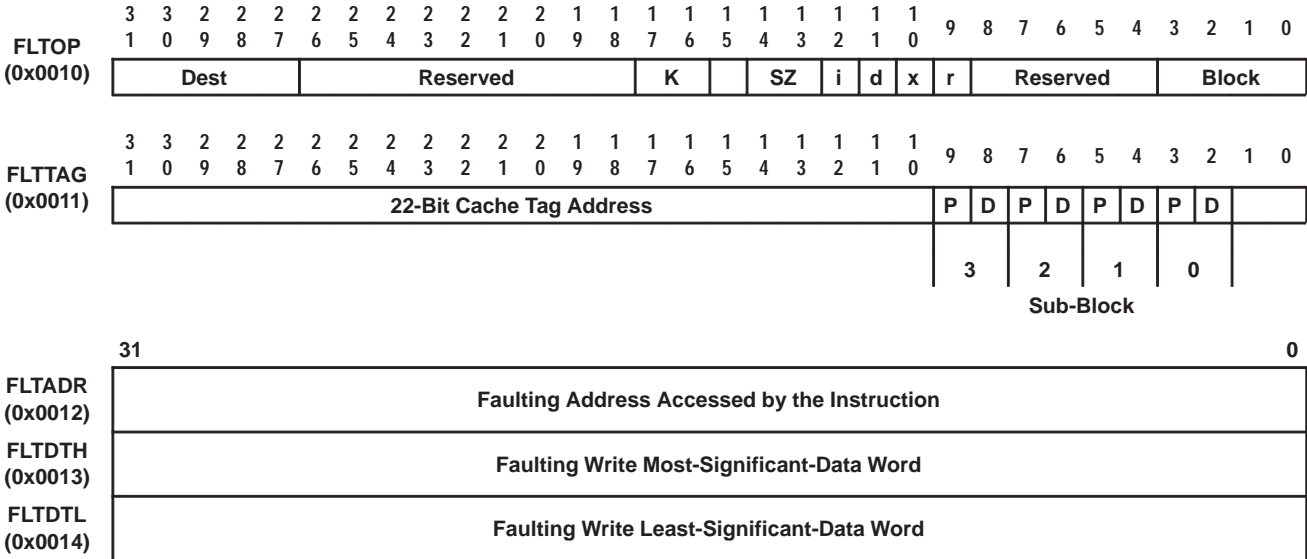 3 3 2 2 2 2 2 2 2 2 2 2 1 1 1 1 1 1 1 1 1 1 9 8 7 6 5 4 3 2 1 0
1 0 9 8 7 6 5 4 3 2 1 0 9 8 7 6 5 4 3 2 1 0
FLTOP
(0x0010)
Dest Reserved K SZ i d x r Reserved Block
3 3 2 2 2 2 2 2 2 2 2 2 1 1 1 1 1 1 1 1 1 1 9 8 7 6 5 4 3 2 1 0
1 0 9 8 7 6 5 4 3 2 1 0 9 8 7 6 5 4 3 2 1 0
FLTTAG
(0x0011)
22-Bit Cache Tag Address P D P D P D P D
3 2 1 0
Sub-Block
31 0
FLTADR
(0x0012)
Faulting Address Accessed by the Instruction
FLTDTH
(0x0013)
Faulting Write Most-Significant-Data Word
FLTDTL
(0x0014)
Faulting Write Least-Significant-Data Word